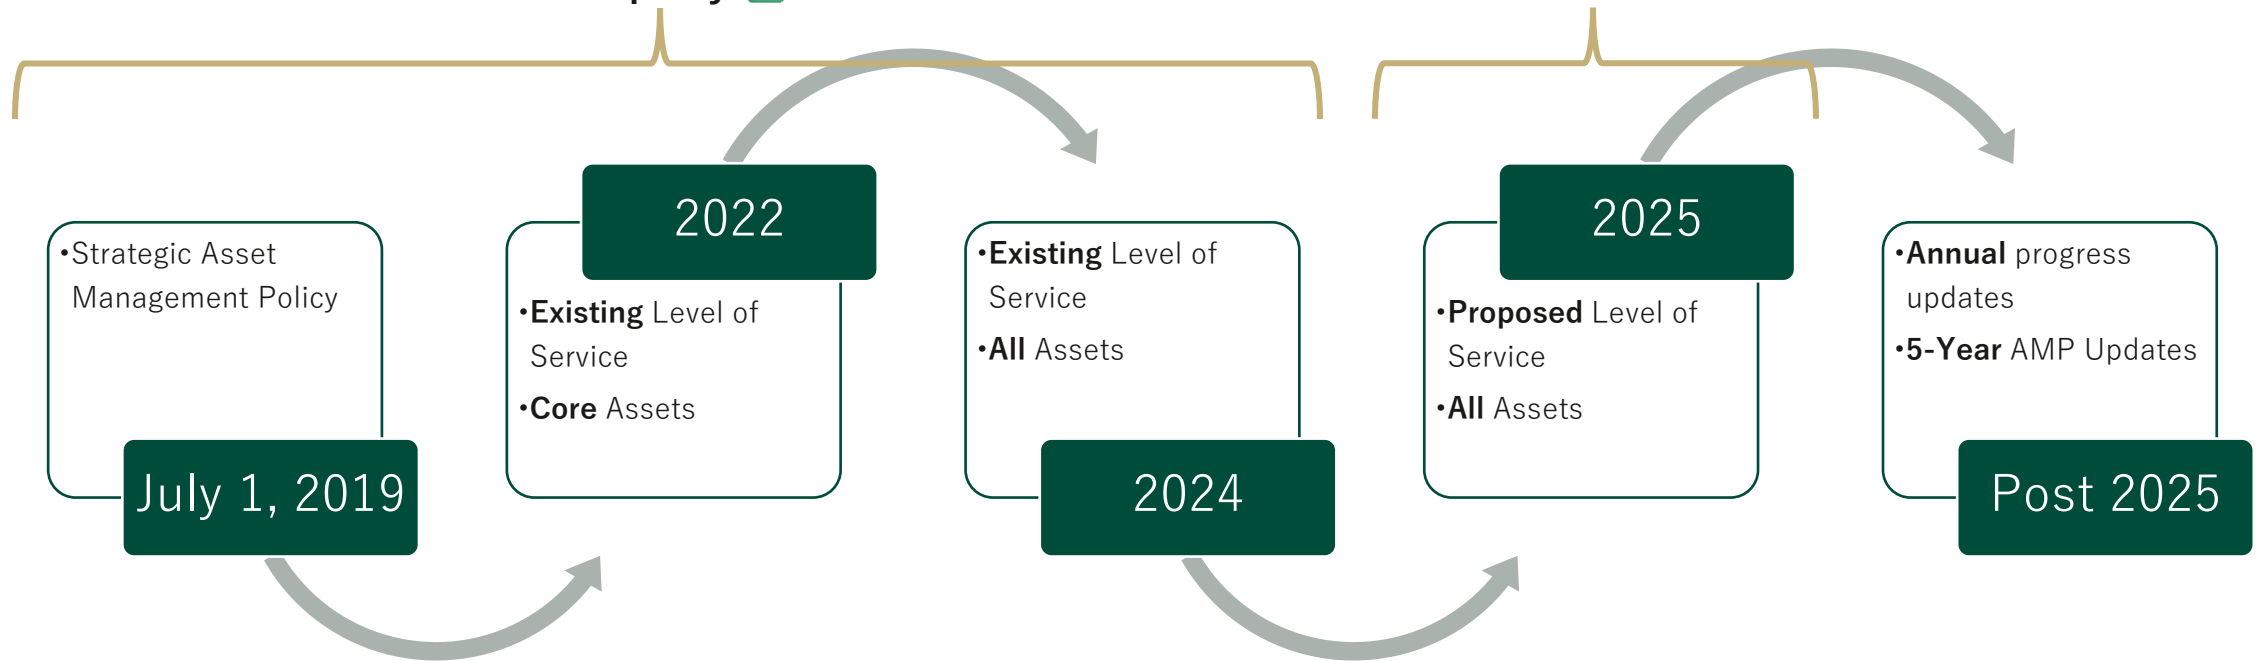 •Strategic Asset
Management Policy
July 1, 2019
2022
•Existing Level of
Service
•Core Assets
•Existing Level of
Service
•All Assets
2024
2025
•Proposed Level of
Service
•All Assets
•Annual progress
updates
•5-Year AMP Updates
Post 2025